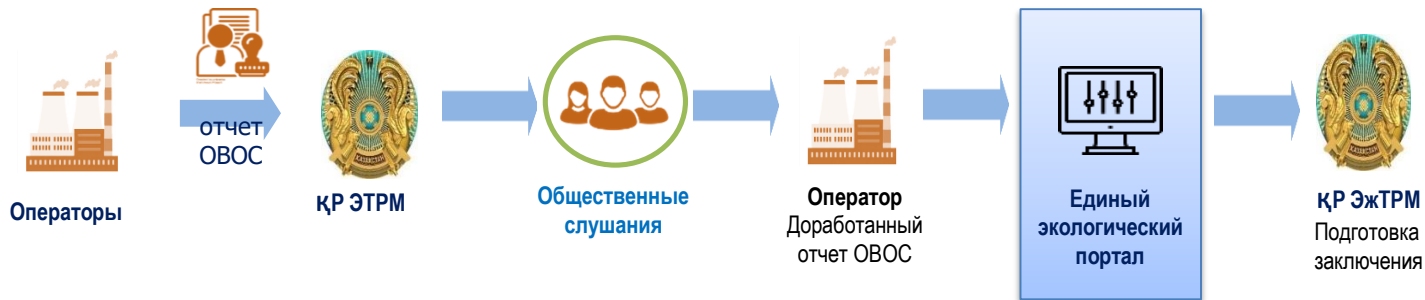 отчет
ОВОС
Операторы
ҚР ЭТРМ
Общественные
слушания
Оператор
Доработанный
отчет ОВОС
Единый
экологический
портал
ҚР ЭжТРМ
Подготовка
заключения